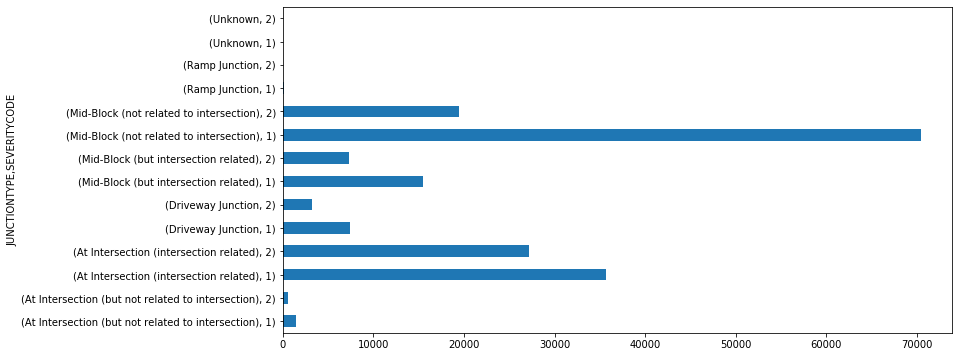 JUNCTIONTYPE,SEVERITYCODE
(Unknown, 2)
(Unknown, 1)
(Ramp Junction, 2)
(Ramp Junction, 1)
(Mid-Block (not related to intersection), 2)
(Mid-Block (not related to intersection), 1)
(Mid-Block (but intersection related), 2)
(Mid-Block (but intersection related), 1)
(Driveway Junction, 2)
(Driveway Junction, 1)
(At Intersection (intersection related), 2)
(At Intersection (intersection related), 1)
(At Intersection (but not related to intersection), 2)
(At Intersection (but not related to intersection), 1)
0 10000 20000 30000 40000 50000 60000 70000